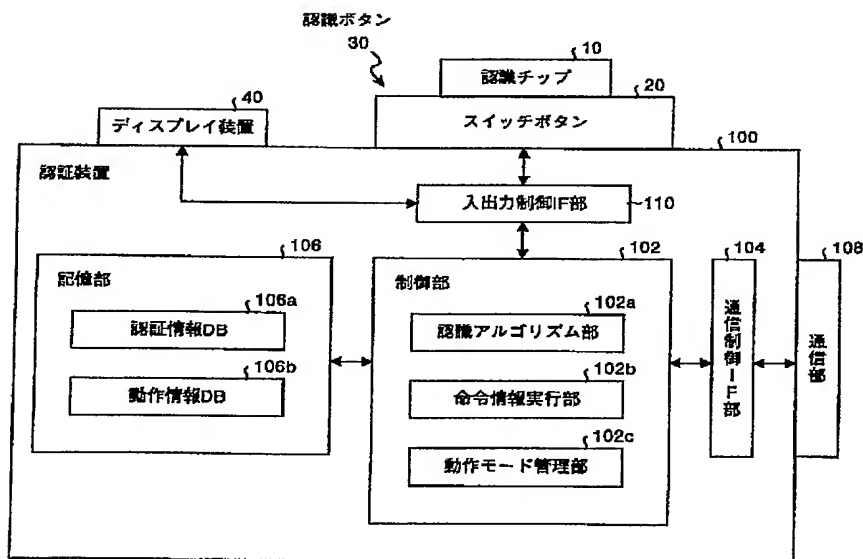 認識ボタン
30
10
認識チップ
20
スイッチボタン
40
ディスプレイ装置
100
認証装置
入出力制御IF部
110
106
記憶部
106a
認証情報DB
106b
動作情報DB
102
制御部
102a
認識アルゴリズム部
102b
命令情報実行部
102c
動作モード管理部
104
通信制御IF部
108
通信部